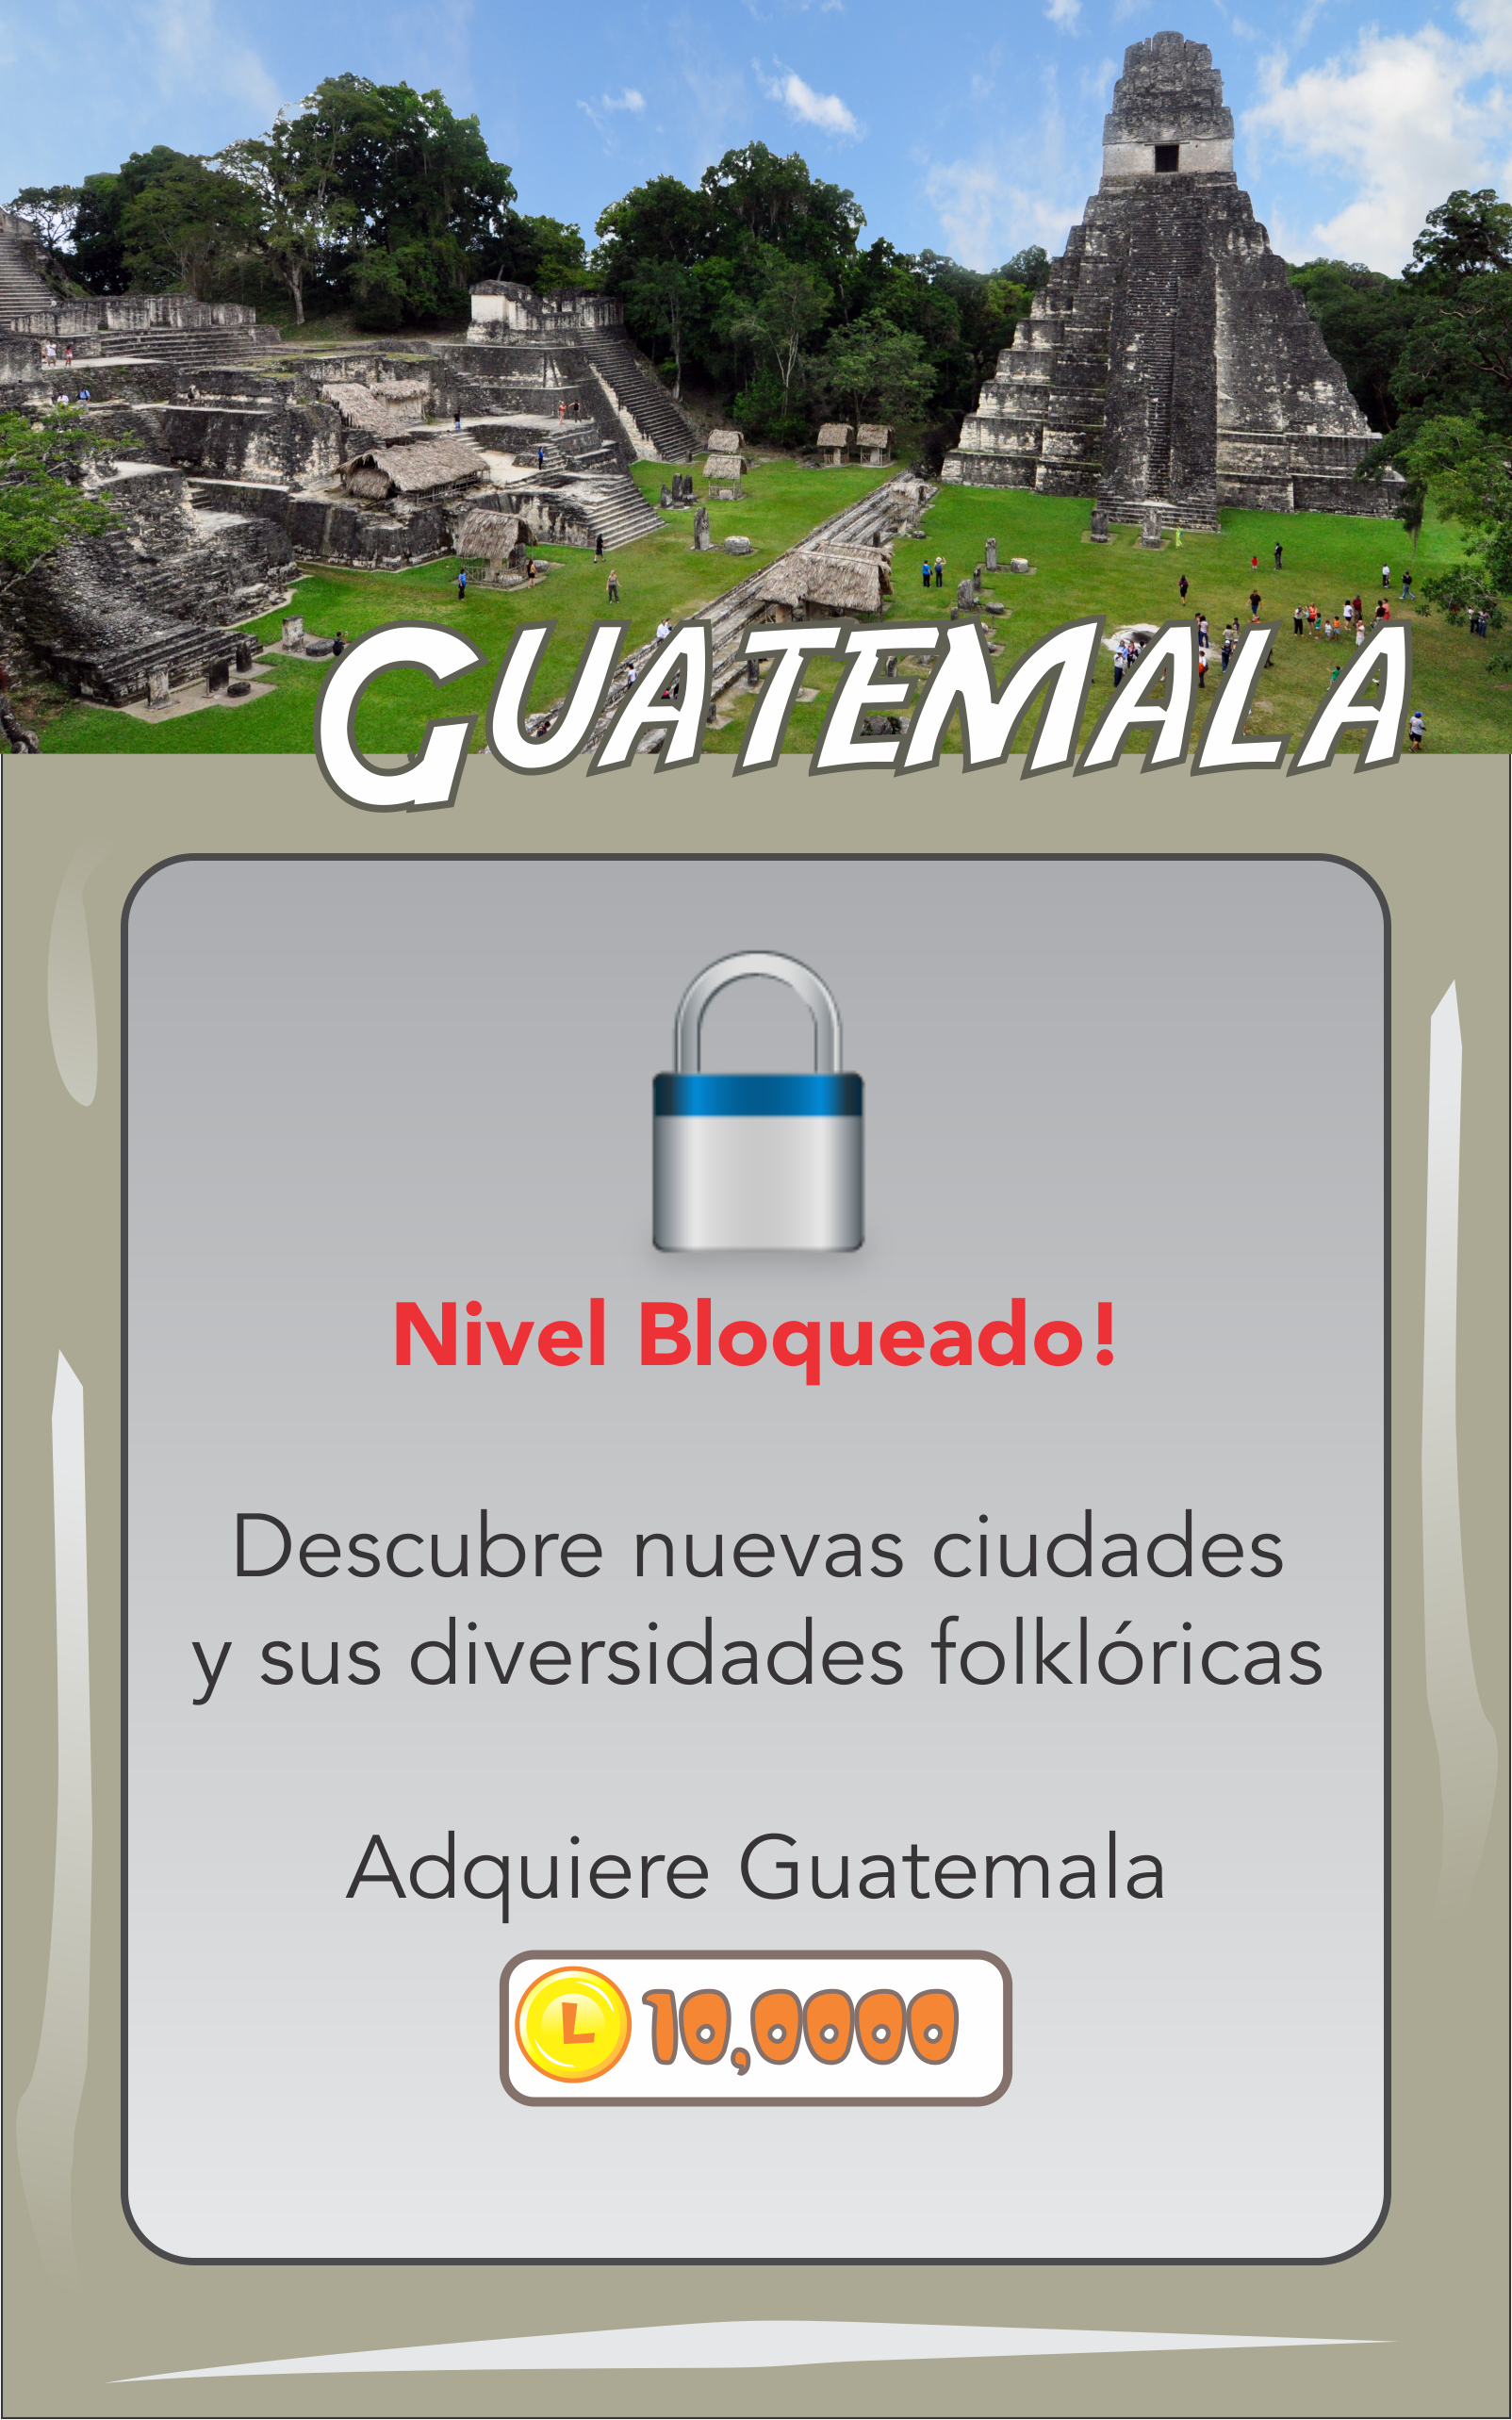 GUATEMALA
Nivel Bloqueado!
Descubre nuevas ciudades
y sus diversidades folklóricas
Adquiere Guatemala
L 10,0000